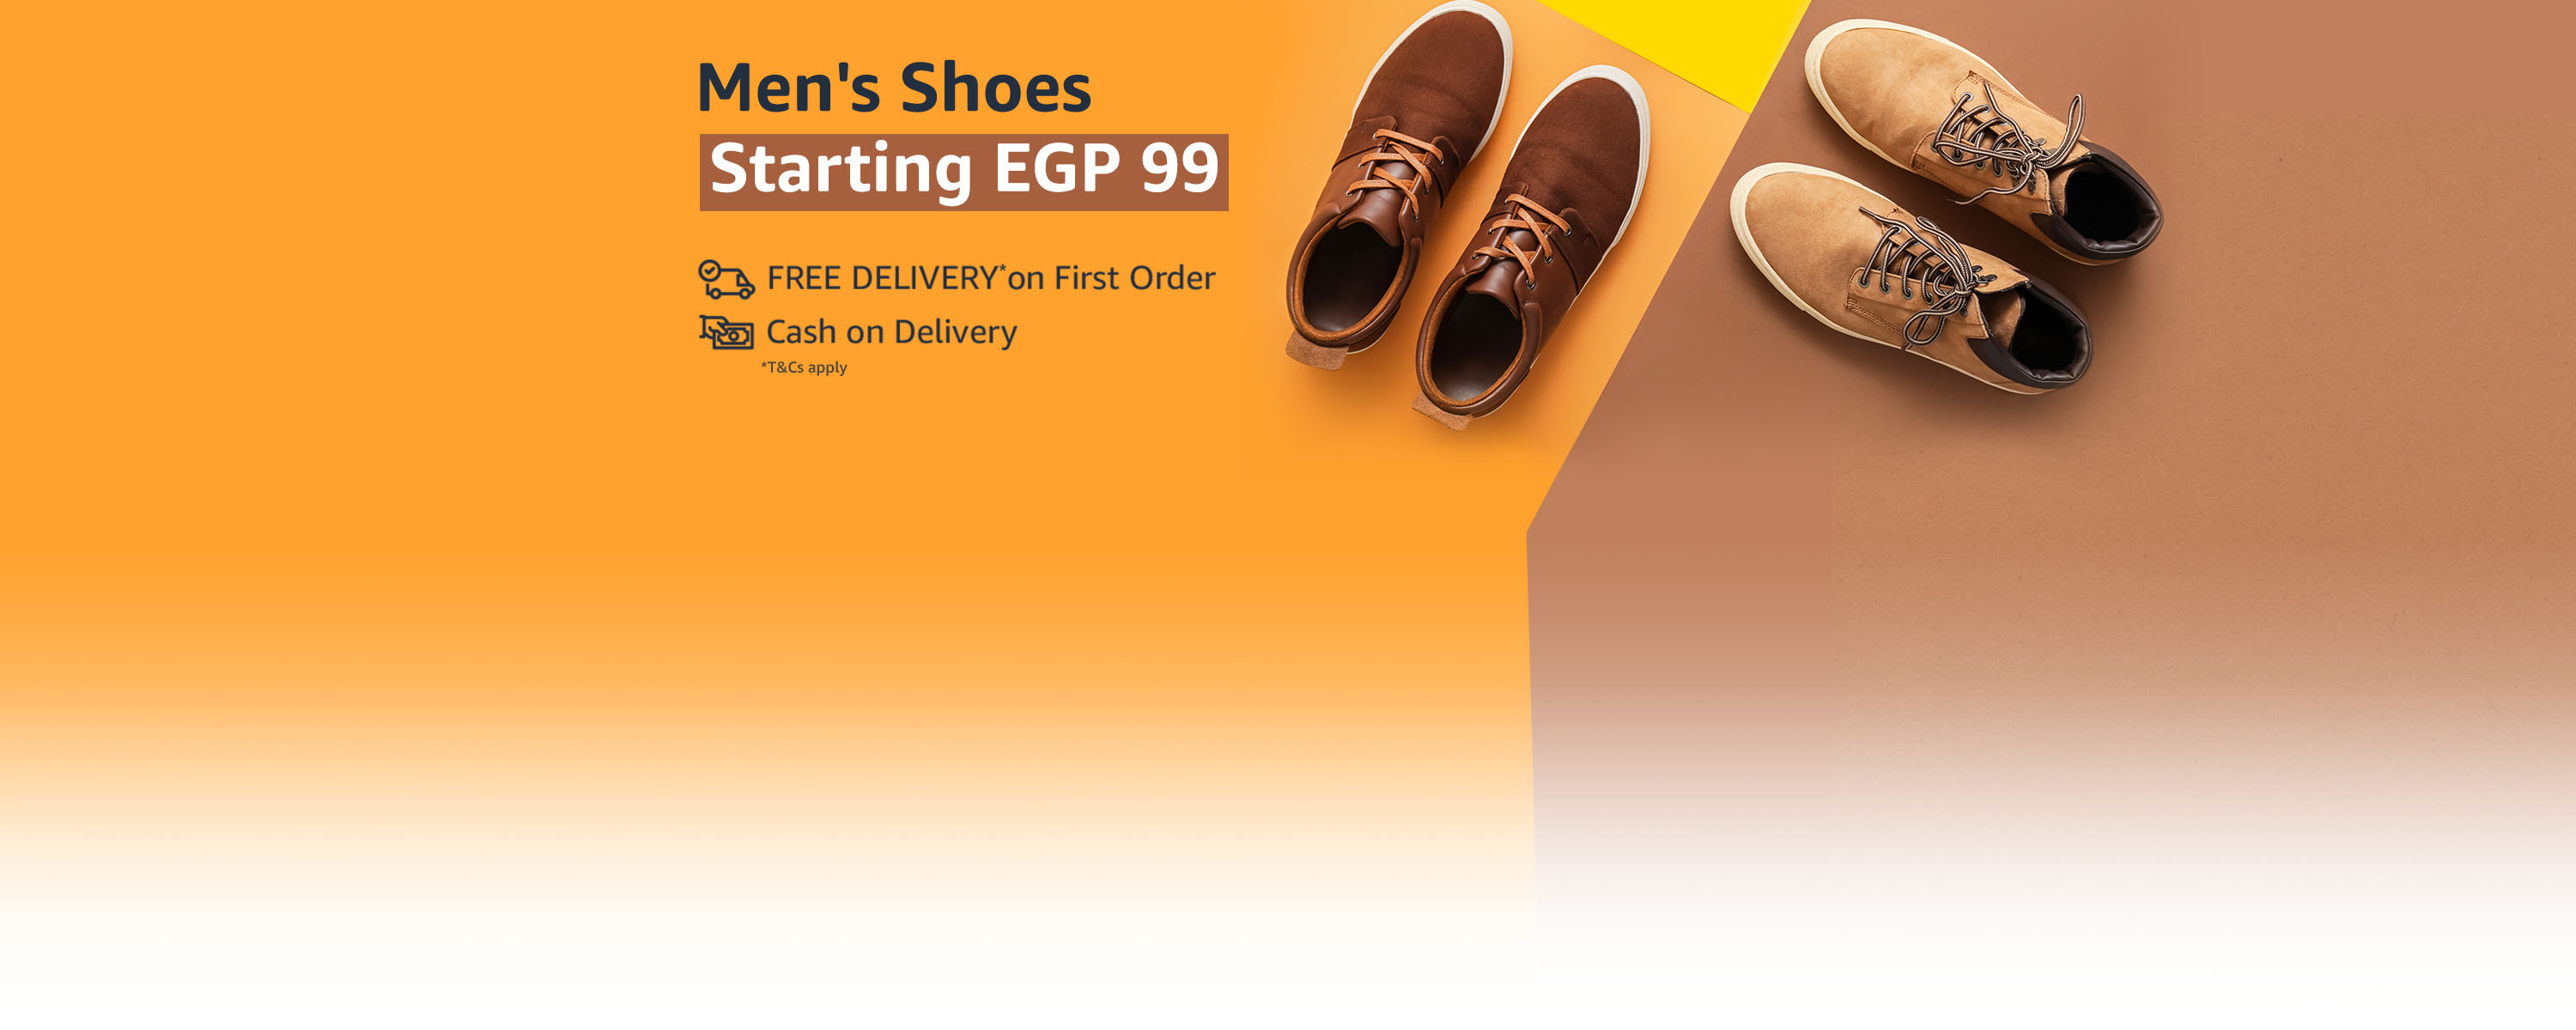 Men's Shoes
Starting EGP 99
FREE DELIVERY*on First Order
Cash on Delivery
*T&Cs apply